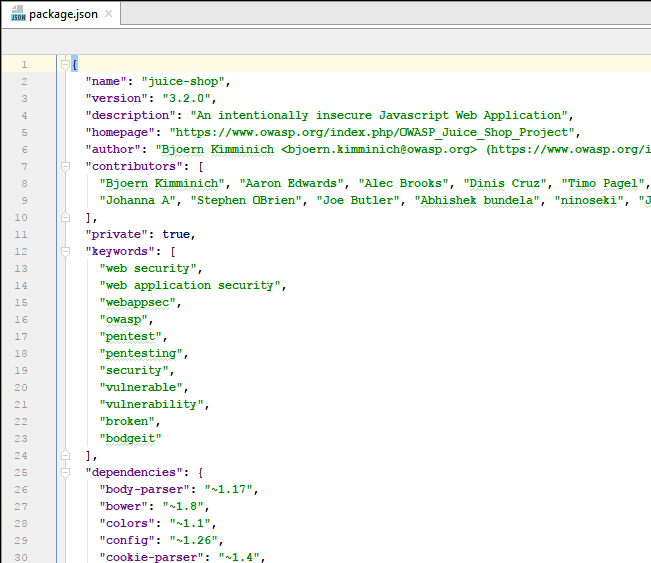 package.json
1 {
2 "name": "juice-shop",
3 "version": "3.2.0",
4 "description": "An intentionally insecure Javascript Web Application",
5 "homepage": "https://www.owasp.org/index.php/OWASP_Juice_Shop_Project",
6 "author": "Bjoern Kimminich <bjoern.kimminich@owasp.org> (https://www.owasp.org/i
7 "contributors": [
8 "Bjoern Kimminich", "Aaron Edwards", "Alec Brooks", "Dinis Cruz", "Timo Pagel",
9 "Johanna A", "Stephen OBrien", "Joe Butler", "Abhishek bundela", "ninoseki", "J
10 ],
11 "private": true,
12 "keywords": [
13 "web security",
14 "web application security",
15 "webappsec",
16 "owasp",
17 "pentest",
18 "pentesting",
19 "security",
20 "vulnerable",
21 "vulnerability",
22 "broken",
23 "bodgeit"
24 ],
25 "dependencies": {
26 "body-parser": "~1.17",
27 "bower": "~1.8",
28 "colors": "~1.1",
29 "config": "~1.26",
30 "cookie-parser": "~1.4",